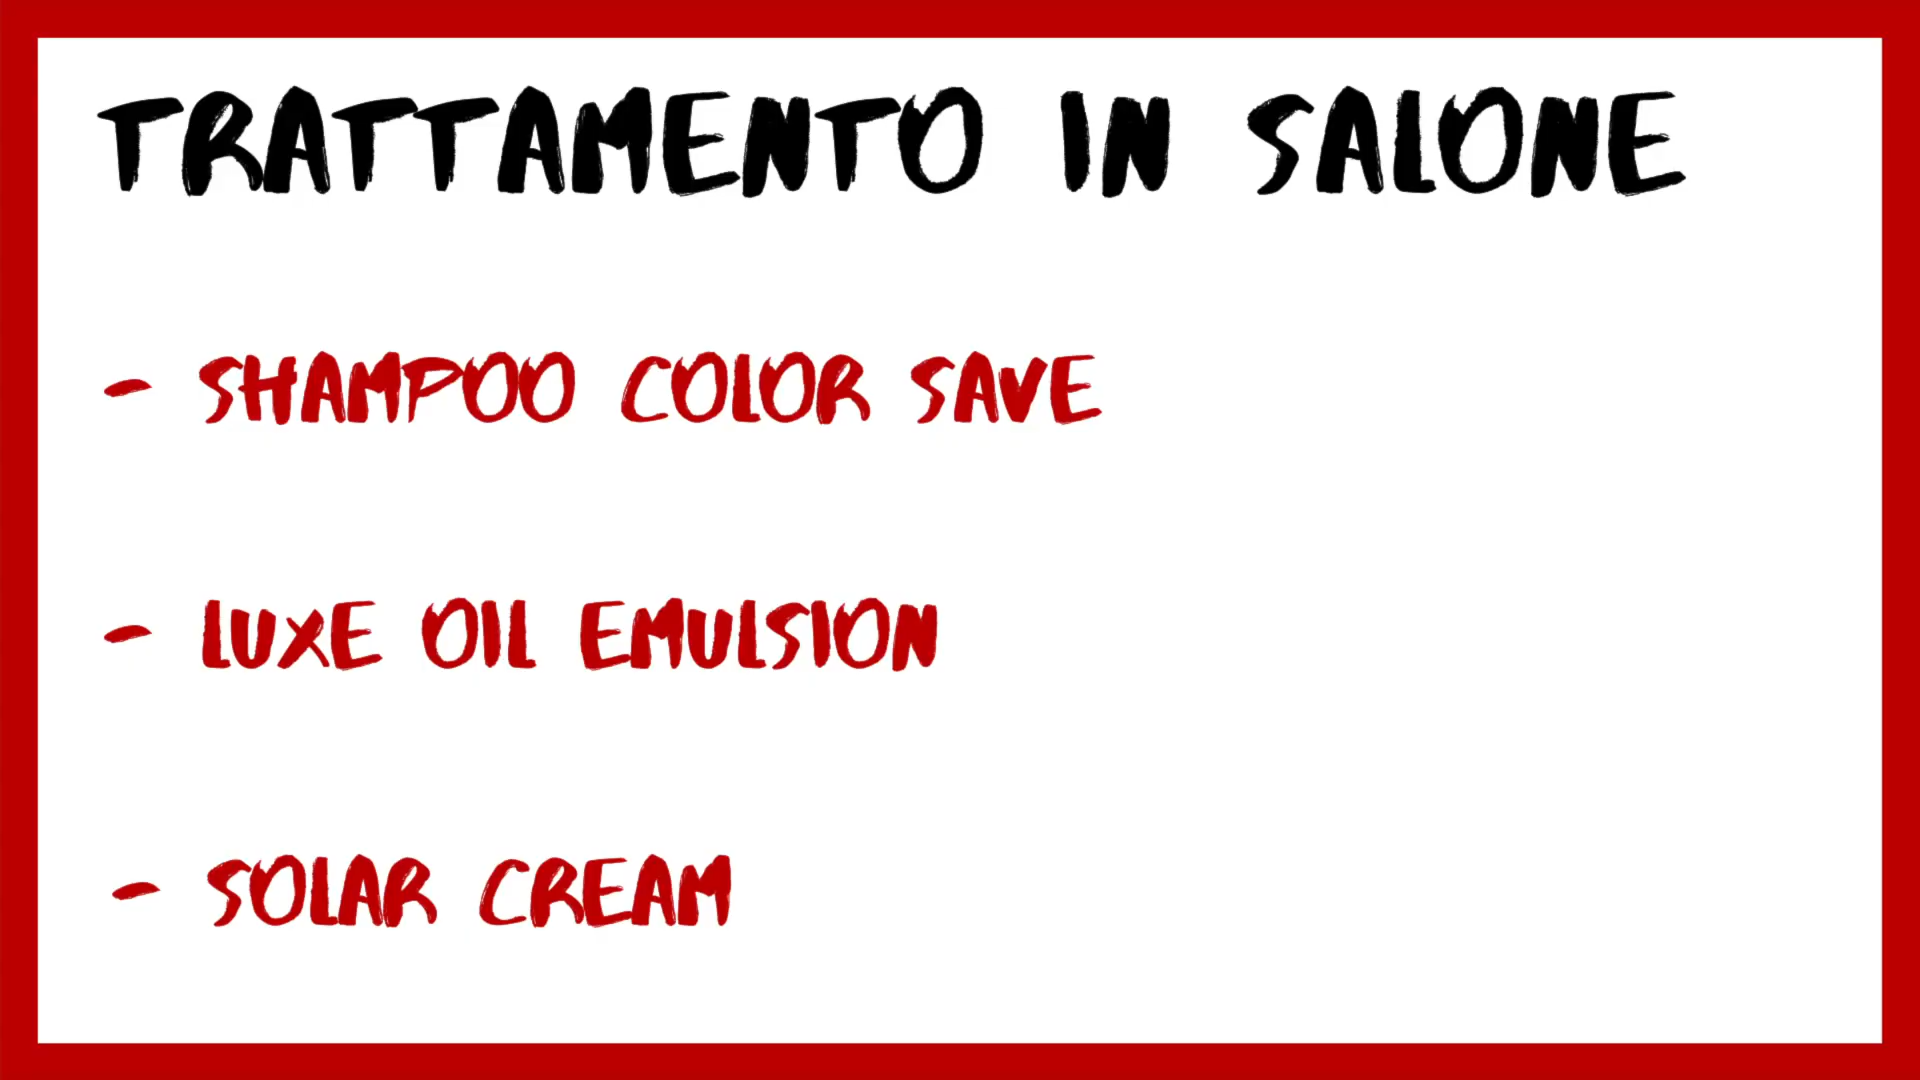 TRATTAMENTO IN SALONE
- SHAMPOO COLOR SAVE
- LUXE OIL EMULSION
- SOLAR CREAM